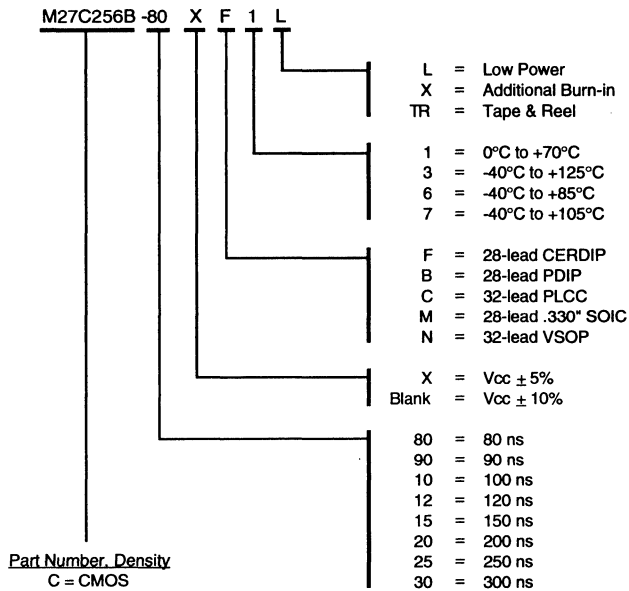 M27C256B -80 X F 1 L
L = Low Power
X = Additional Burn-in
TR = Tape & Reel
1 = 0°C to +70°C
3 = -40°C to +125°C
6 = -40°C to +85°C
7 = -40°C to +105°C
F = 28-lead CERDIP
B = 28-lead PDIP
C = 32-lead PLCC
M = 28-lead .330" SOIC
N = 32-lead VSOP
X = Vcc ± 5%
Blank = Vcc ± 10%
80 = 80 ns
90 = 90 ns
10 = 100 ns
12 = 120 ns
15 = 150 ns
20 = 200 ns
25 = 250 ns
30 = 300 ns
Part Number, Density
C = CMOS